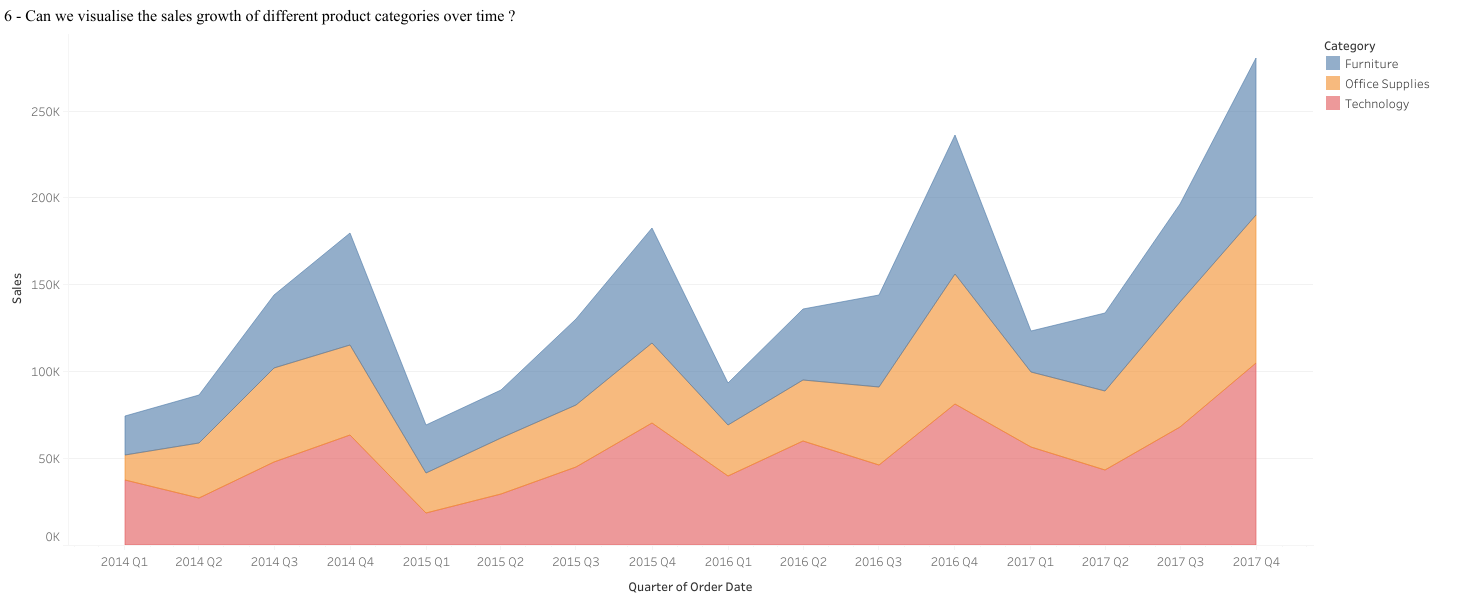 6 - Can we visualise the sales growth of different product categories over time ?
Category
Furniture
Office Supplies
Technology
Sales
250K
200K
150K
100K
50K
0K
2014 Q1 2014 Q2 2014 Q3 2014 Q4 2015 Q1 2015 Q2 2015 Q3 2015 Q4 2016 Q1 2016 Q2 2016 Q3 2016 Q4 2017 Q1 2017 Q2 2017 Q3 2017 Q4
Quarter of Order Date